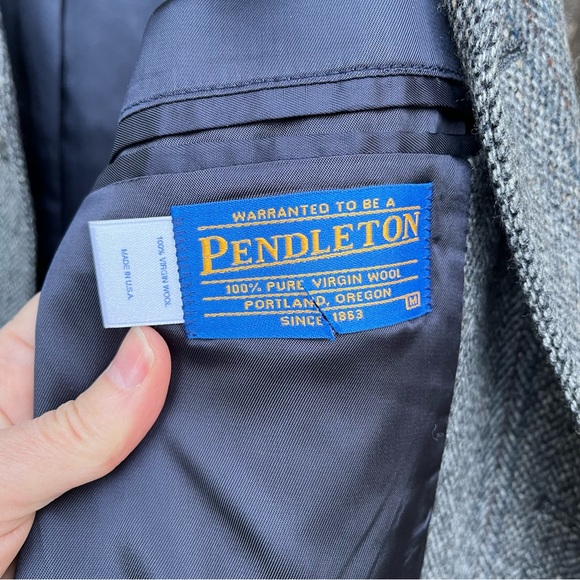 WARRANTED TO BE A
PENDLETON
100% PURE VIRGIN WOOL
PORTLAND, OREGON
M
SINCE 1863
100% VIRGIN WOOL
MADE IN U.S.A.